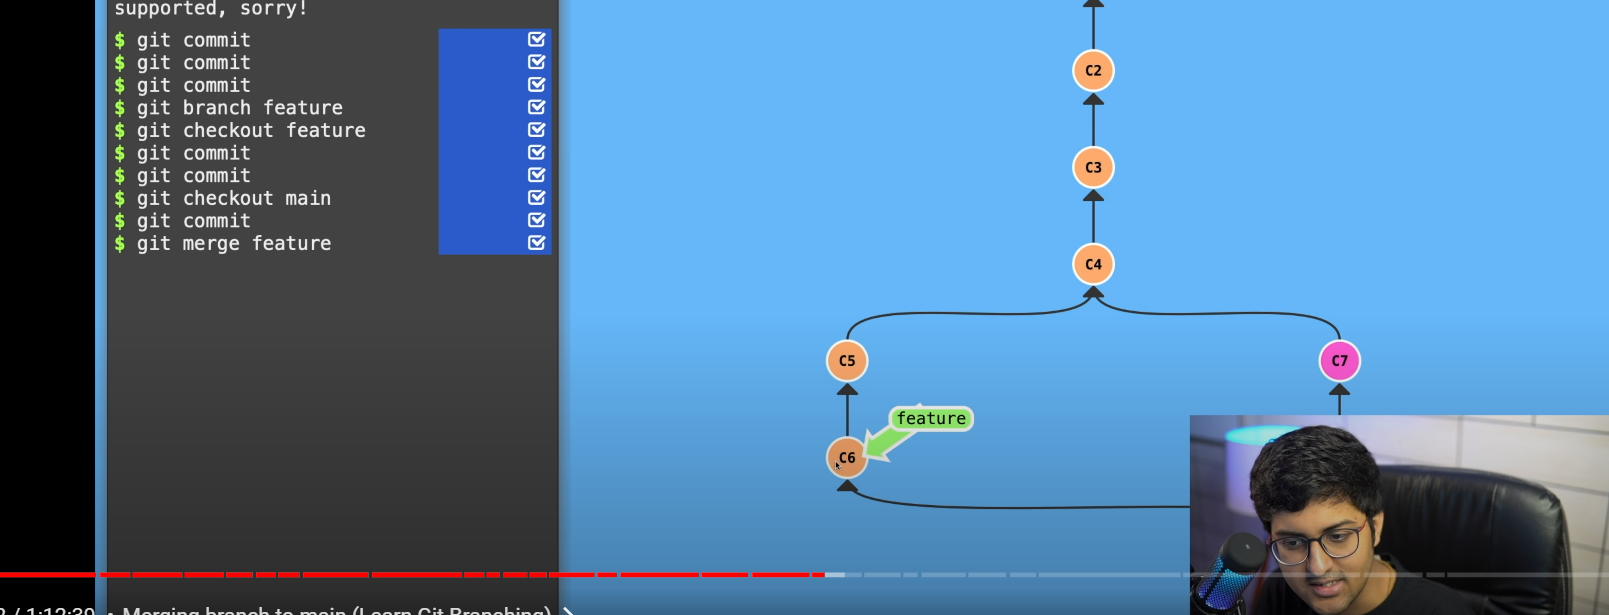 supported, sorry!
$ git commit
$ git commit
$ git commit
$ git branch feature
$ git checkout feature
$ git commit
$ git commit
$ git checkout main
$ git commit
$ git merge feature
C2
C3
C4
C5
C7
feature
C6
/ 1:12:39 • Merging branch to main (Learn Git Branching)